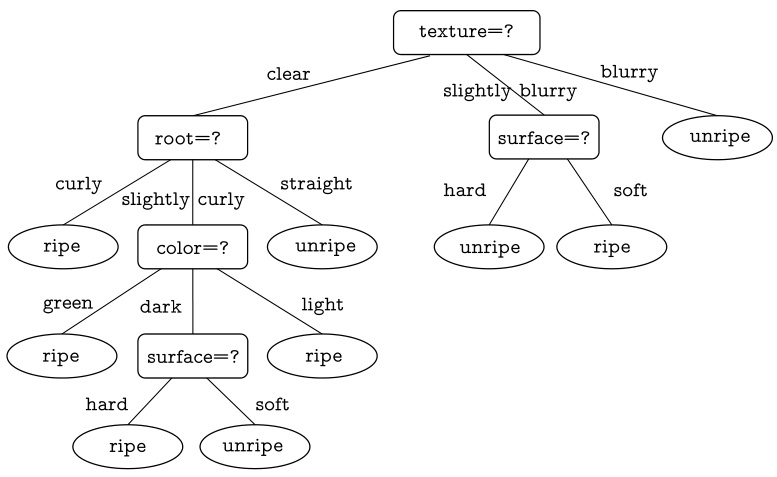 texture=?
clear
slightly blurry
blurry
root=?
surface=?
unripe
curly
slightly curly
straight
hard
soft
ripe
color=?
unripe
unripe
ripe
green
dark
light
ripe
surface=?
ripe
hard
soft
ripe
unripe